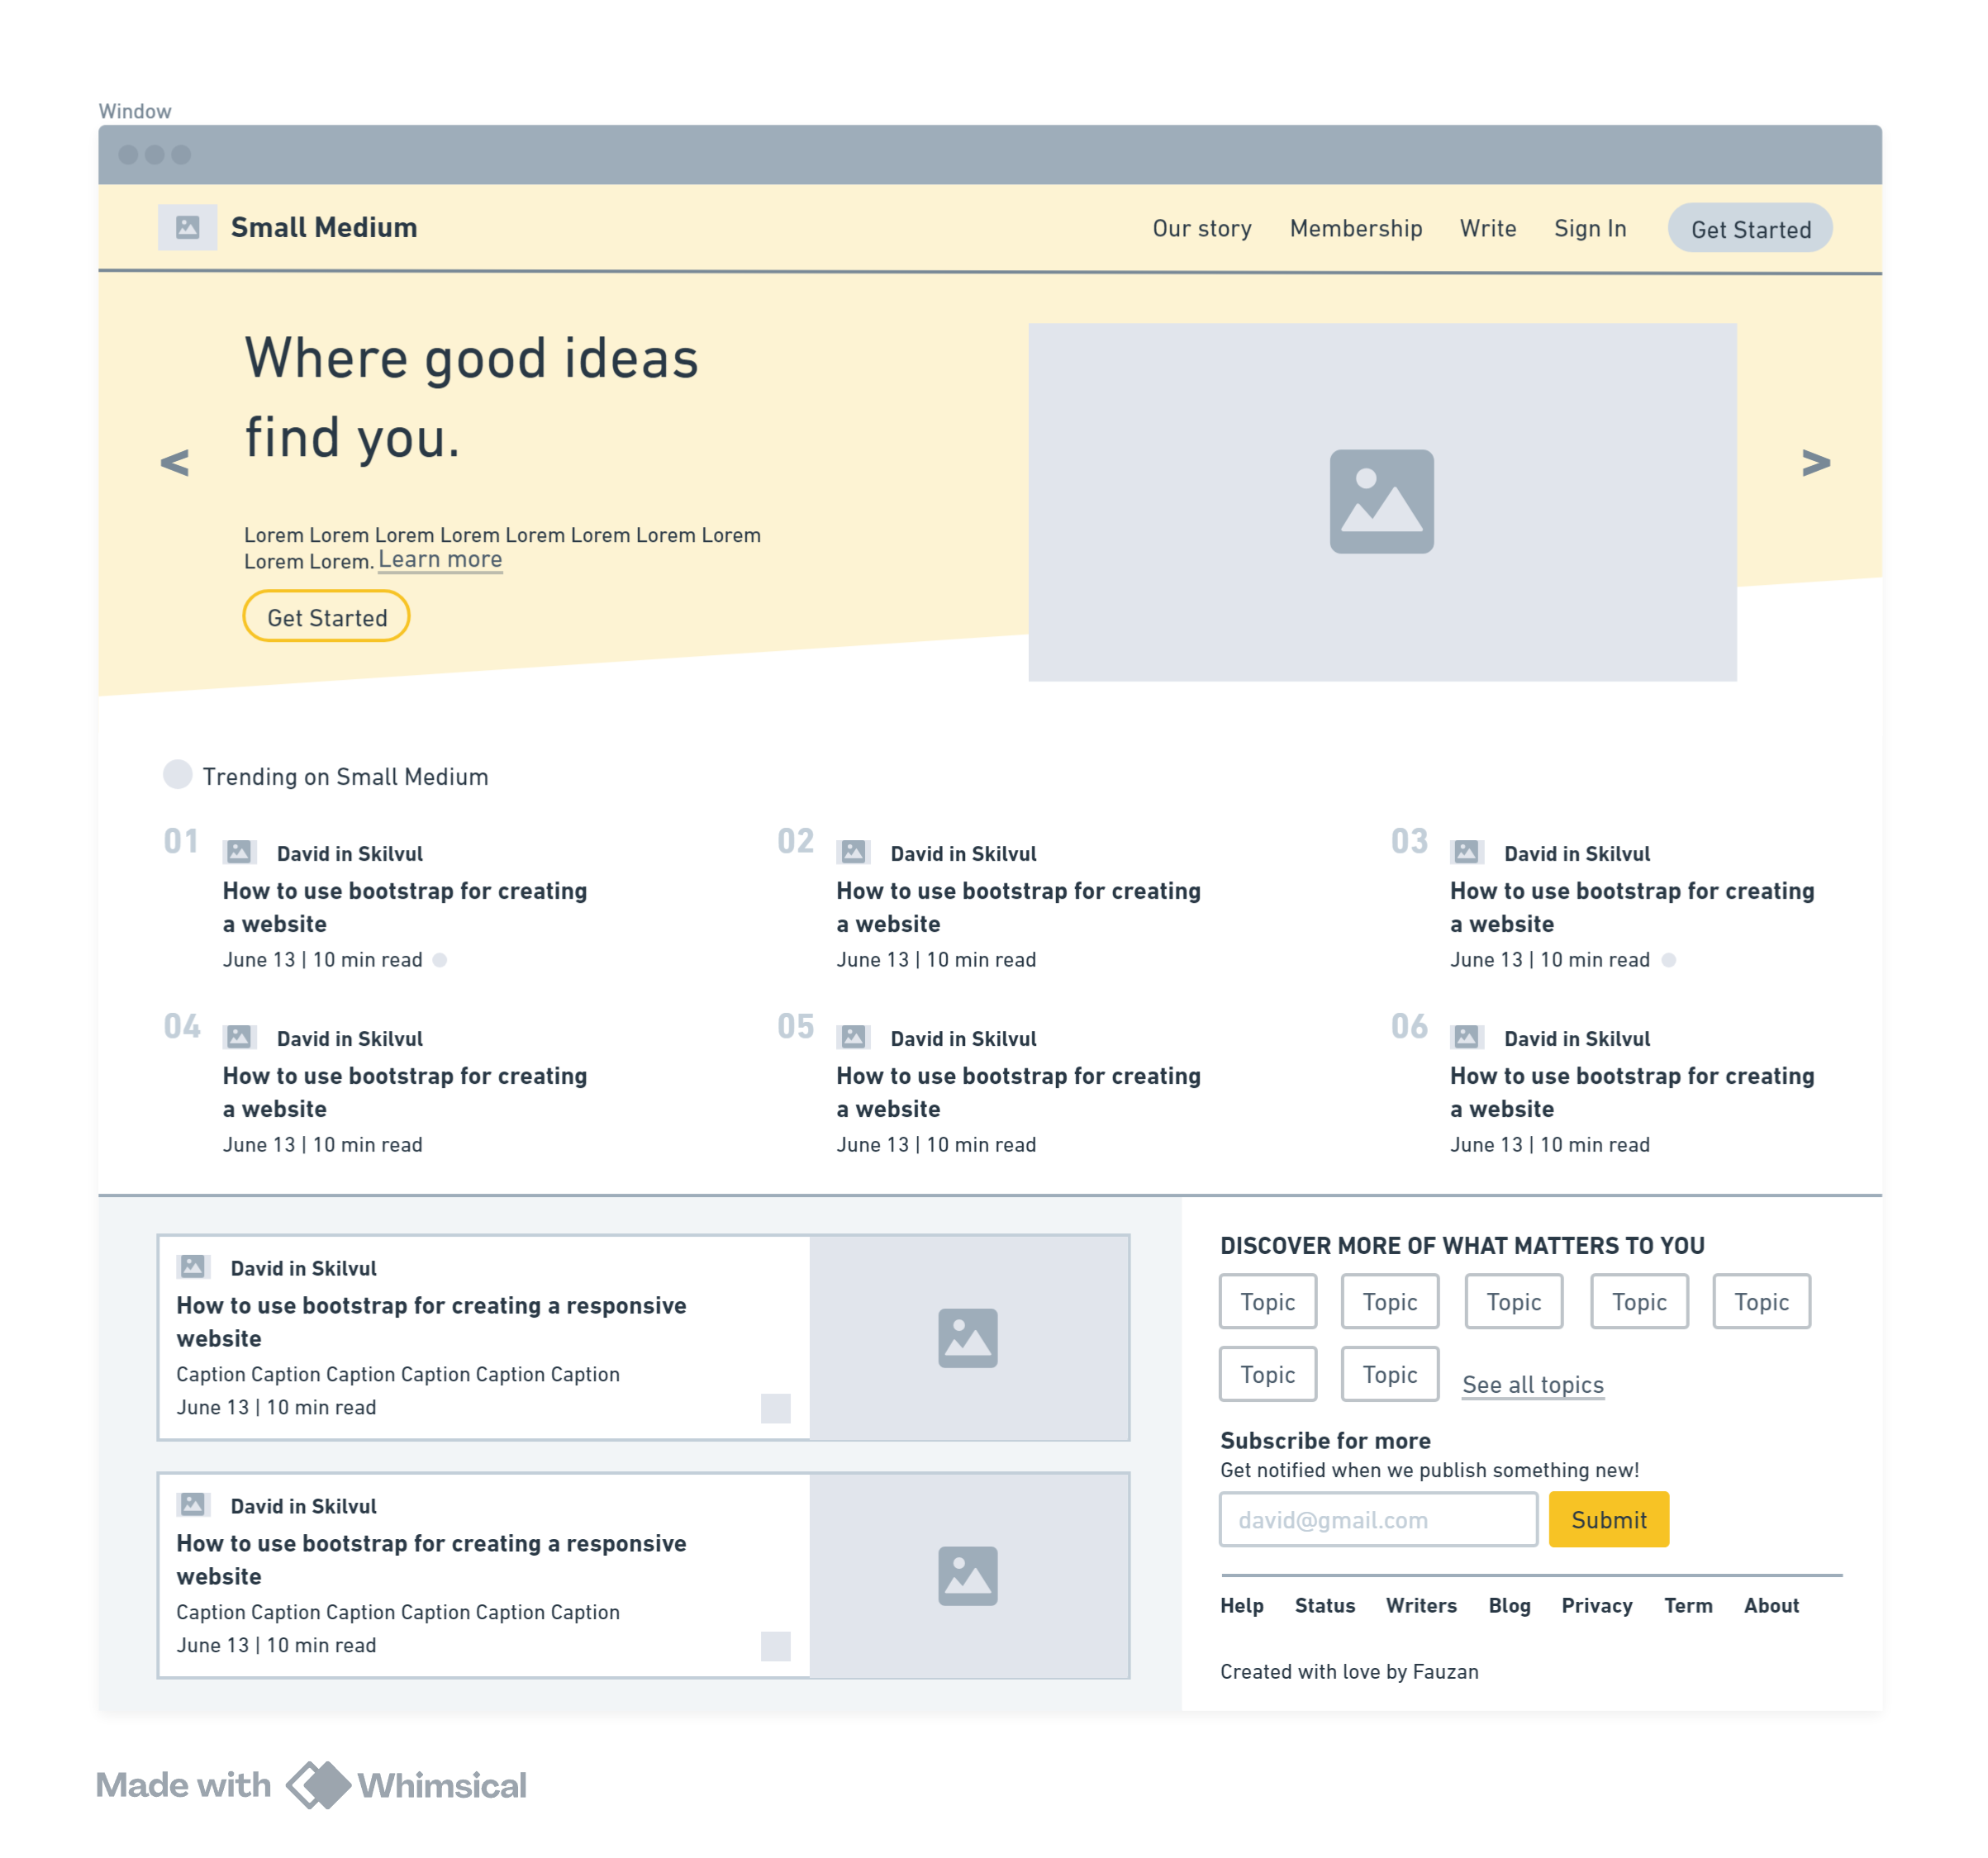 Window
Small Medium
Our story Membership Write Sign In Get Started
Where good ideas
find you.
<
>
Lorem Lorem Lorem Lorem Lorem Lorem Lorem Lorem
Lorem Lorem. Learn more
Get Started
Trending on Small Medium
01 David in Skilvul
How to use bootstrap for creating
a website
June 13 | 10 min read
02 David in Skilvul
How to use bootstrap for creating
a website
June 13 | 10 min read
03 David in Skilvul
How to use bootstrap for creating
a website
June 13 | 10 min read
04 David in Skilvul
How to use bootstrap for creating
a website
June 13 | 10 min read
05 David in Skilvul
How to use bootstrap for creating
a website
June 13 | 10 min read
06 David in Skilvul
How to use bootstrap for creating
a website
June 13 | 10 min read
David in Skilvul
How to use bootstrap for creating a responsive
website
Caption Caption Caption Caption Caption Caption
June 13 | 10 min read
David in Skilvul
How to use bootstrap for creating a responsive
website
Caption Caption Caption Caption Caption Caption
June 13 | 10 min read
DISCOVER MORE OF WHAT MATTERS TO YOU
Topic Topic Topic Topic Topic
Topic Topic See all topics
Subscribe for more
Get notified when we publish something new!
david@gmail.com Submit
Help Status Writers Blog Privacy Term About
Created with love by Fauzan
Made with Whimsical